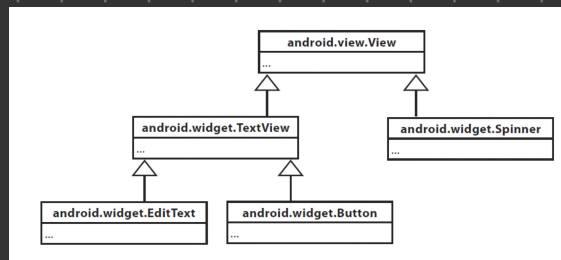 android.view.View
...
android.widget.TextView
...
android.widget.Spinner
...
android.widget.EditText
...
android.widget.Button
...